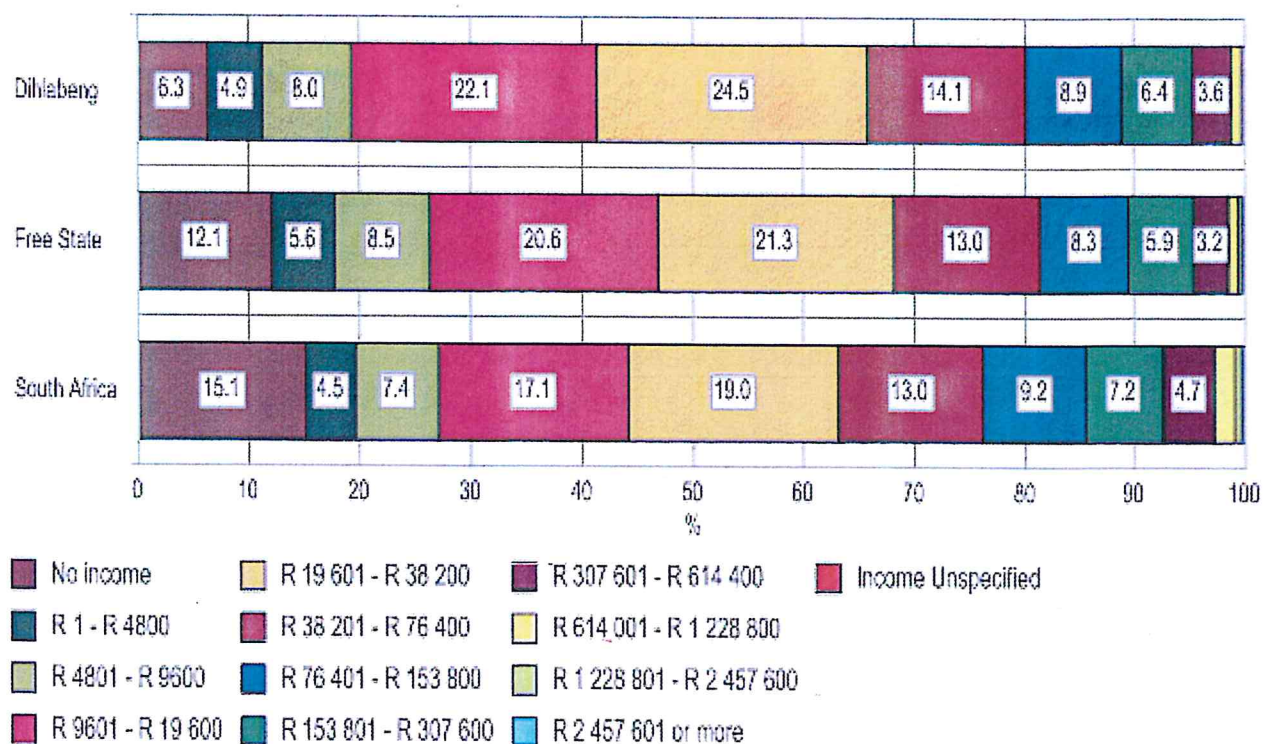 Dihlabeng 6.3 4.9 8.0 22.1 24.5 14.1 8.9 6.4 3.6
Free State 12.1 5.6 8.5 20.6 21.3 13.0 8.3 5.9 3.2
South Africa 15.1 4.5 7.4 17.1 19.0 13.0 9.2 7.2 4.7
0 10 20 30 40 50 60 70 80 90 100
%
No income R 19 601 - R 38 200 R 307 601 - R 614 400 Income Unspecified
R 1 - R 4800 R 38 201 - R 76 400 R 614 001 - R 1 228 800
R 4801 - R 9600 R 76 401 - R 153 800 R 1 228 801 - R 2 457 600
R 9601 - R 19 600 R 153 801 - R 307 600 R 2 457 601 or more